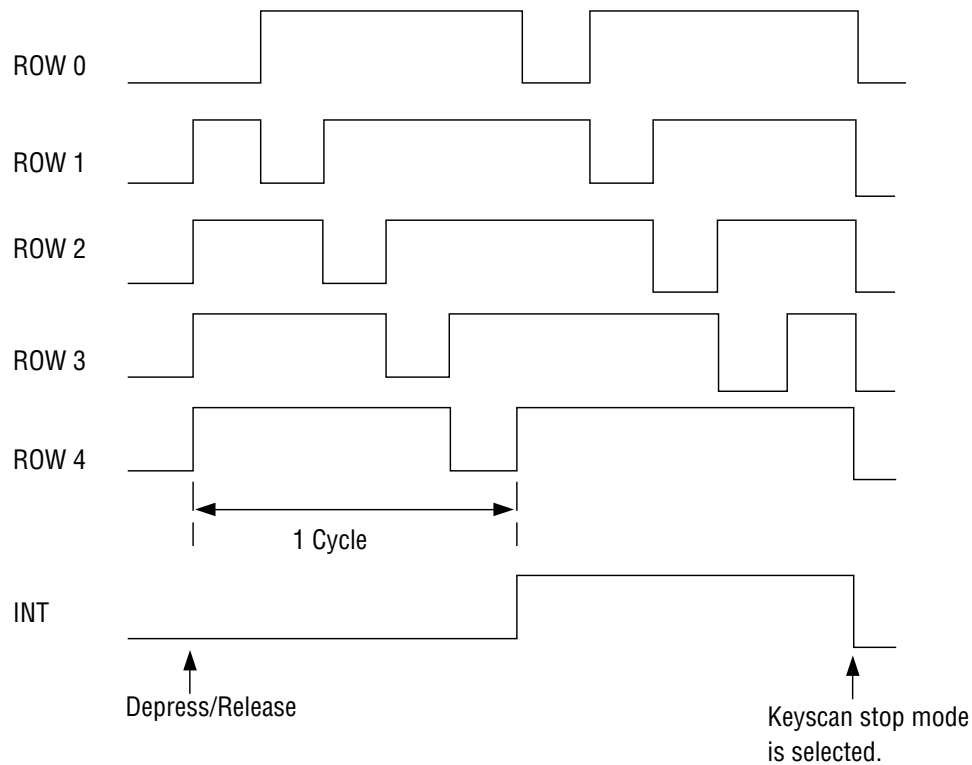 ROW 0
ROW 1
ROW 2
ROW 3
ROW 4
1 Cycle
INT
Depress/Release
Keyscan stop mode
is selected.